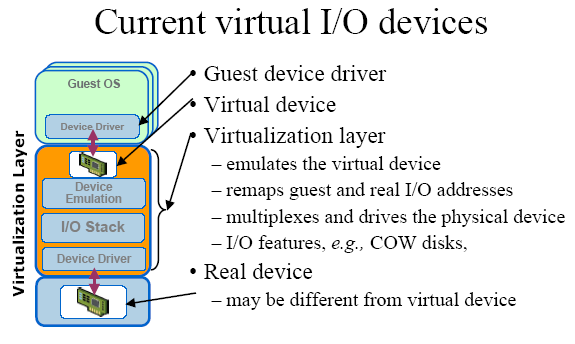 Current virtual I/O devices
Guest OS
Device Driver
Virtualization Layer
Device
Emulation
I/O Stack
Device Driver
• Guest device driver
• Virtual device
• Virtualization layer
– emulates the virtual device
– remaps guest and real I/O addresses
– multiplexes and drives the physical device
– I/O features, e.g., COW disks,
• Real device
– may be different from virtual device